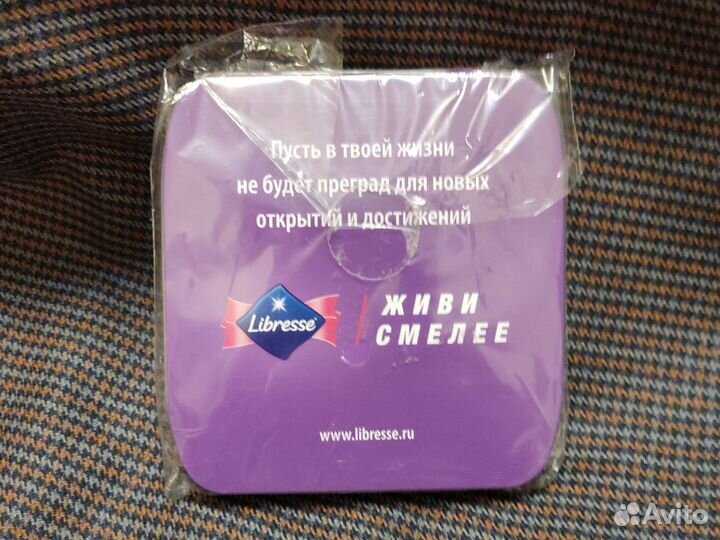 Пусть в твоей жизни
не будет преград для новых
открытий и достижений
Libresse
ЖИВИ
СМЕЛЕЕ
www.libresse.ru
Avito